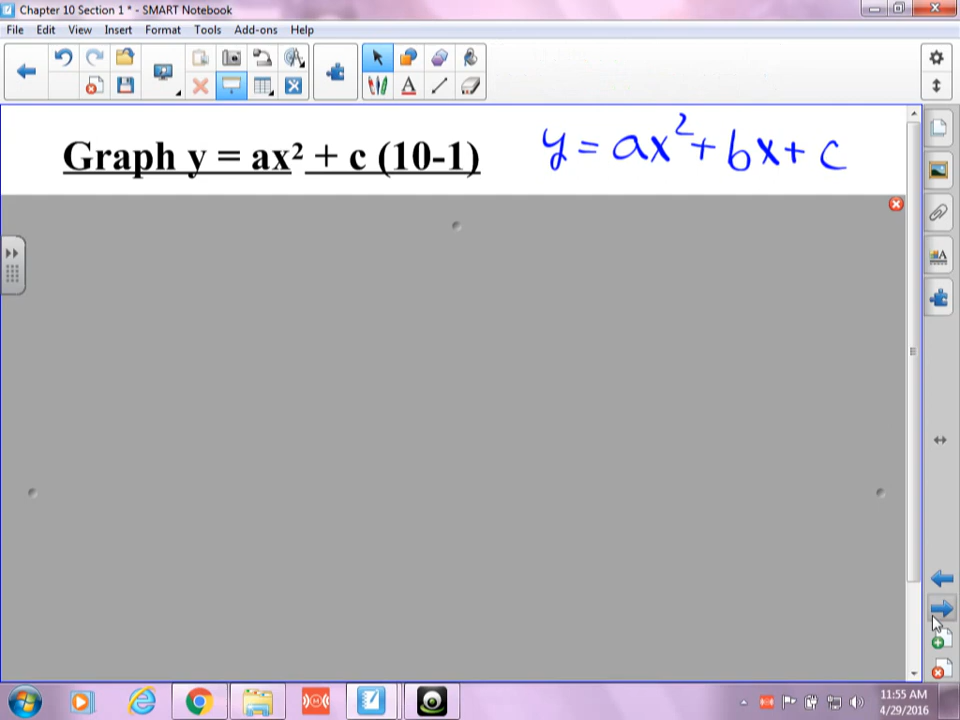 Chapter 10 Section 1 * - SMART Notebook
File Edit View Insert Format Tools Add-ons Help
Graph y = ax² + c (10-1)
y = ax² + bx + c
11:55 AM
4/29/2016